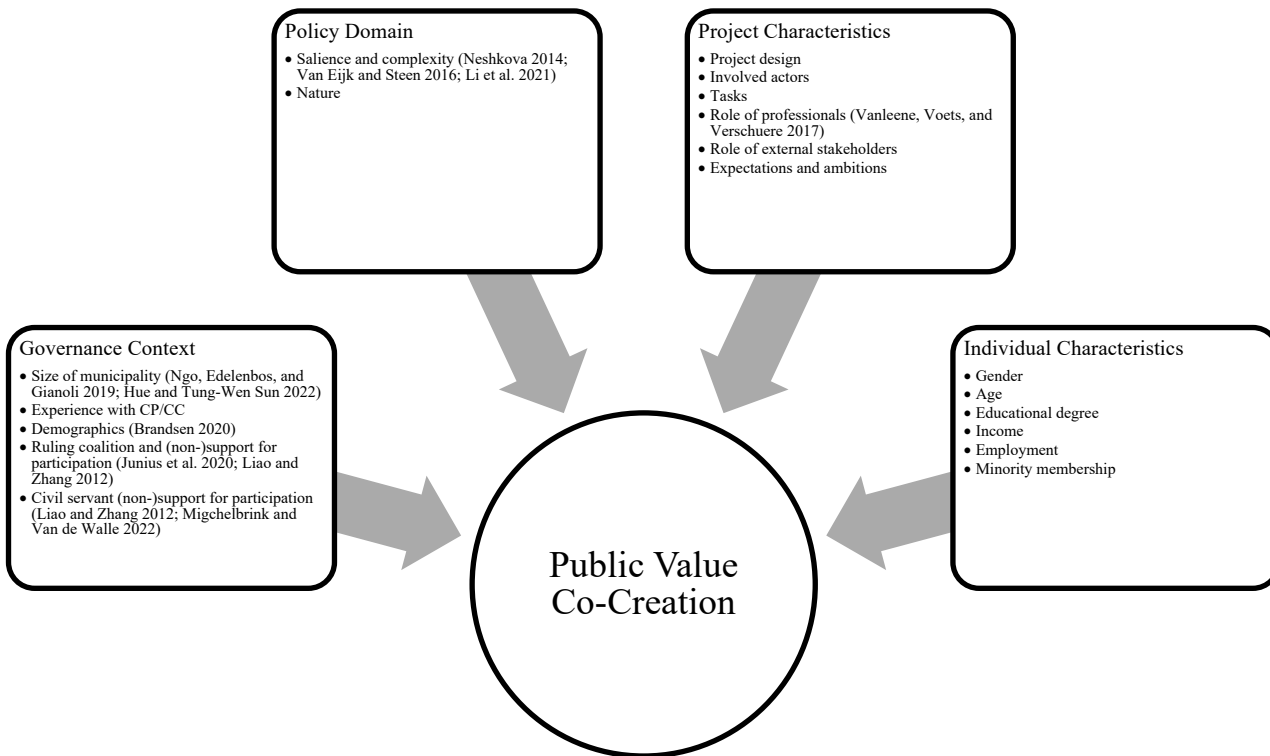 Policy Domain
• Salience and complexity (Neshkova 2014;
Van Eijk and Steen 2016; Li et al. 2021)
• Nature
Project Characteristics
• Project design
• Involved actors
• Tasks
• Role of professionals (Vanleene, Voets, and
Verschuere 2017)
• Role of external stakeholders
• Expectations and ambitions
Governance Context
• Size of municipality (Ngo, Edelenbos, and
Gianoli 2019; Hue and Tung-Wen Sun 2022)
• Experience with CP/CC
• Demographics (Brandsen 2020)
• Ruling coalition and (non-)support for
participation (Junius et al. 2020; Liao and
Zhang 2012)
• Civil servant (non-)support for participation
(Liao and Zhang 2012; Migchelbrink and
Van de Walle 2022)
Individual Characteristics
• Gender
• Age
• Educational degree
• Income
• Employment
• Minority membership
Public Value
Co-Creation